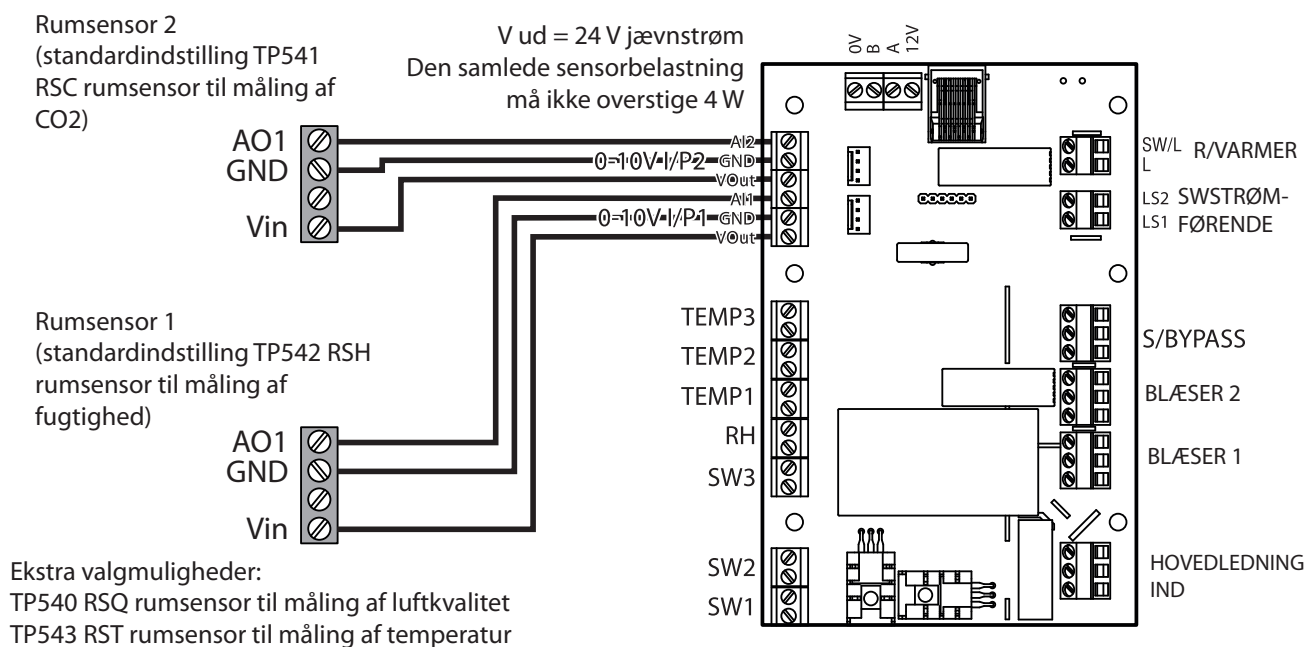 Rumsensor 2
(standardindstilling TP541
RSC rumsensor til måling af
CO2)
V ud = 24 V jævnstrøm
Den samlede sensorbelastning
må ikke overstige 4 W
0V
B
A
12V
AO1
GND
Vin
AI2
0-10V I/P2 GND
VOut
AI1
0-10V I/P1 GND
VOut
SW/L
L
R/VARMER
LS2
LS1
SWSTRØM-
FØRENDE
Rumsensor 1
(standardindstilling TP542 RSH
rumsensor til måling af
fugtighed)
AO1
GND
Vin
TEMP3
TEMP2
TEMP1
RH
SW3
SW2
SW1
S/BYPASS
BLÆSER 2
BLÆSER 1
HOVEDLEDNING
IND
Ekstra valgmuligheder:
TP540 RSQ rumsensor til måling af luftkvalitet
TP543 RST rumsensor til måling af temperatur